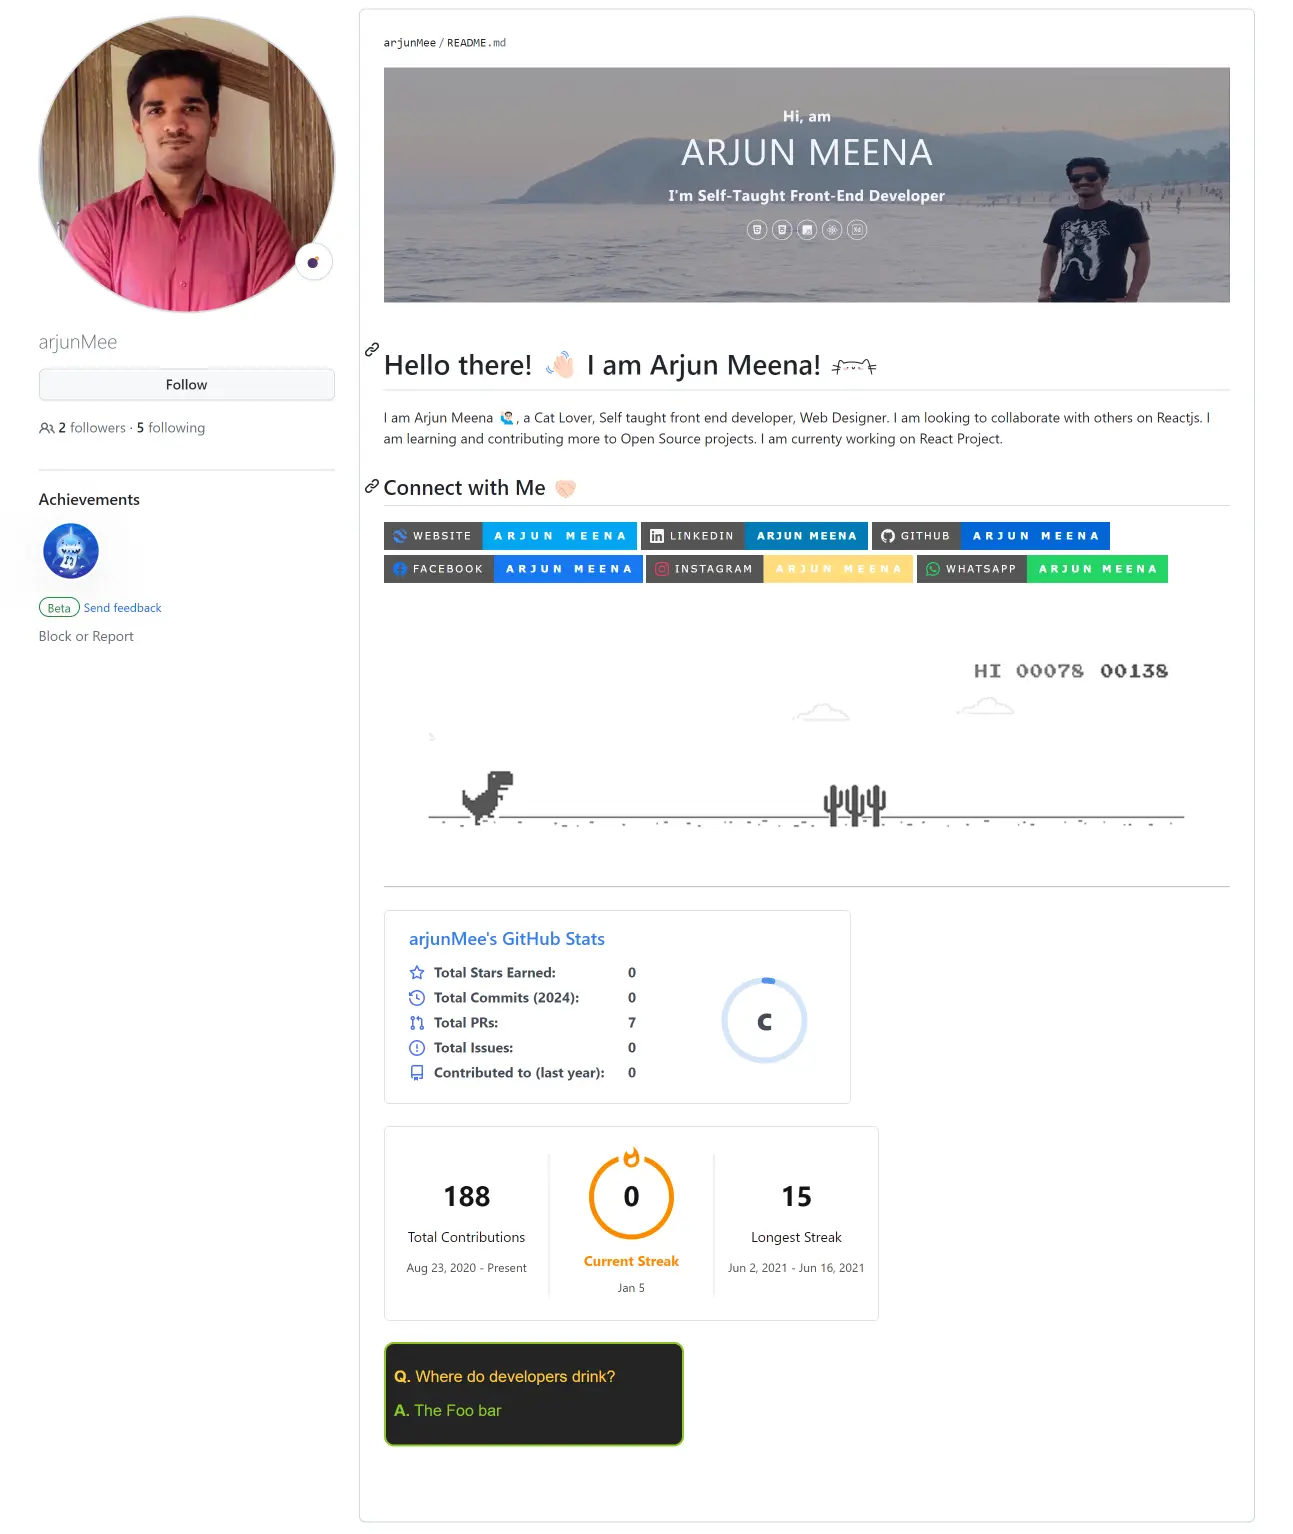 arjunMee
Follow
2 followers · 5 following
Achievements
Beta Send feedback
Block or Report
arjunMee / README.md
Hi, am
ARJUN MEENA
I'm Self-Taught Front-End Developer
Hello there! 👋🏻 I am Arjun Meena!
I am Arjun Meena 🙋🏻‍♂️, a Cat Lover, Self taught front end developer, Web Designer. I am looking to collaborate with others on Reactjs. I
am learning and contributing more to Open Source projects. I am currenty working on React Project.
Connect with Me 🤝🏻
WEBSITE ARJUN MEENA LINKEDIN ARJUN MEENA GITHUB ARJUN MEENA
FACEBOOK ARJUN MEENA INSTAGRAM ARJUN MEENA WHATSAPP ARJUN MEENA
HI 00078 00138
arjunMee's GitHub Stats
Total Stars Earned: 0
Total Commits (2024): 0
Total PRs: 7
Total Issues: 0
Contributed to (last year): 0
C
188
Total Contributions
Aug 23, 2020 - Present
0
Current Streak
Jan 5
15
Longest Streak
Jun 2, 2021 - Jun 16, 2021
Q. Where do developers drink?
A. The Foo bar